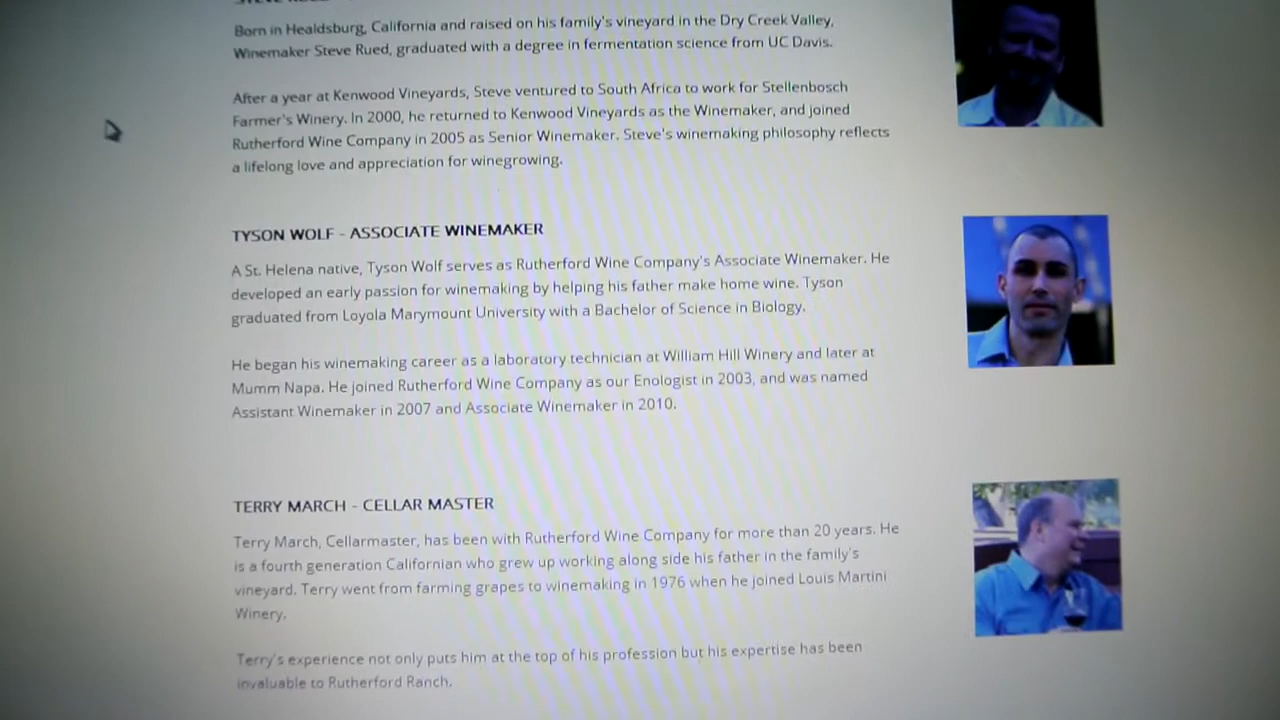 Born in Healdsburg, California and raised on his family's vineyard in the Dry Creek Valley,
Winemaker Steve Rued, graduated with a degree in fermentation science from UC Davis.
After a year at Kenwood Vineyards, Steve ventured to South Africa to work for Stellenbosch
Farmer's Winery. In 2000, he returned to Kenwood Vineyards as the Winemaker, and joined
Rutherford Wine Company in 2005 as Senior Winemaker. Steve's winemaking philosophy reflects
a lifelong love and appreciation for winegrowing.
TYSON WOLF - ASSOCIATE WINEMAKER
A St. Helena native, Tyson Wolf serves as Rutherford Wine Company's Associate Winemaker. He
developed an early passion for winemaking by helping his father make home wine. Tyson
graduated from Loyola Marymount University with a Bachelor of Science in Biology.
He began his winemaking career as a laboratory technician at William Hill Winery and later at
Mumm Napa. He joined Rutherford Wine Company as our Enologist in 2003, and was named
Assistant Winemaker in 2007 and Associate Winemaker in 2010.
TERRY MARCH - CELLAR MASTER
Terry March, Cellarmaster, has been with Rutherford Wine Company for more than 20 years. He
is a fourth generation Californian who grew up working along side his father in the family's
vineyard. Terry went from farming grapes to winemaking in 1976 when he joined Louis Martini
Winery.
Terry's experience not only puts him at the top of his profession but his expertise has been
invaluable to Rutherford Ranch.